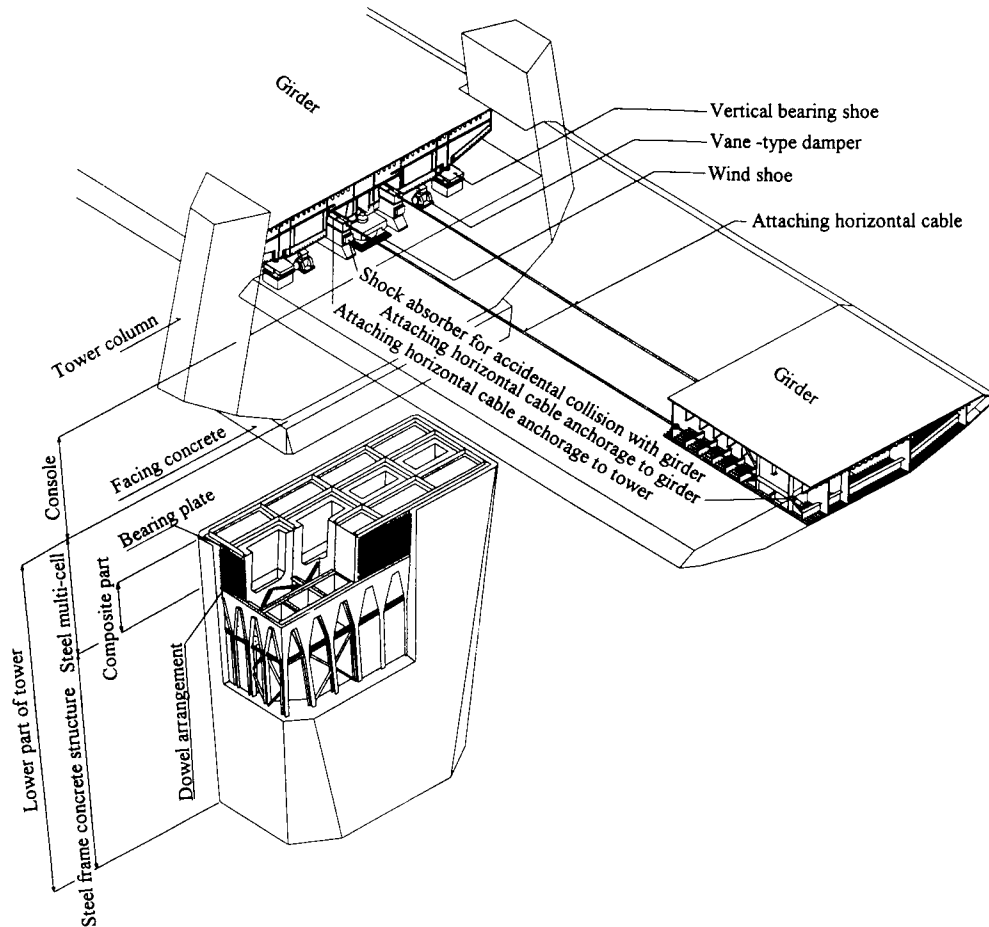 Girder
Vertical bearing shoe
Vane -type damper
Wind shoe
Attaching horizontal cable
Shock absorber for accidental collision with girder
Attaching horizontal cable anchorage to girder
Attaching horizontal cable anchorage to tower
Girder
Tower column
Facing concrete
Bearing plate
Console
Steel multi-cell
Composite part
Dowel arrangement
Lower part of tower
Steel frame concrete structure